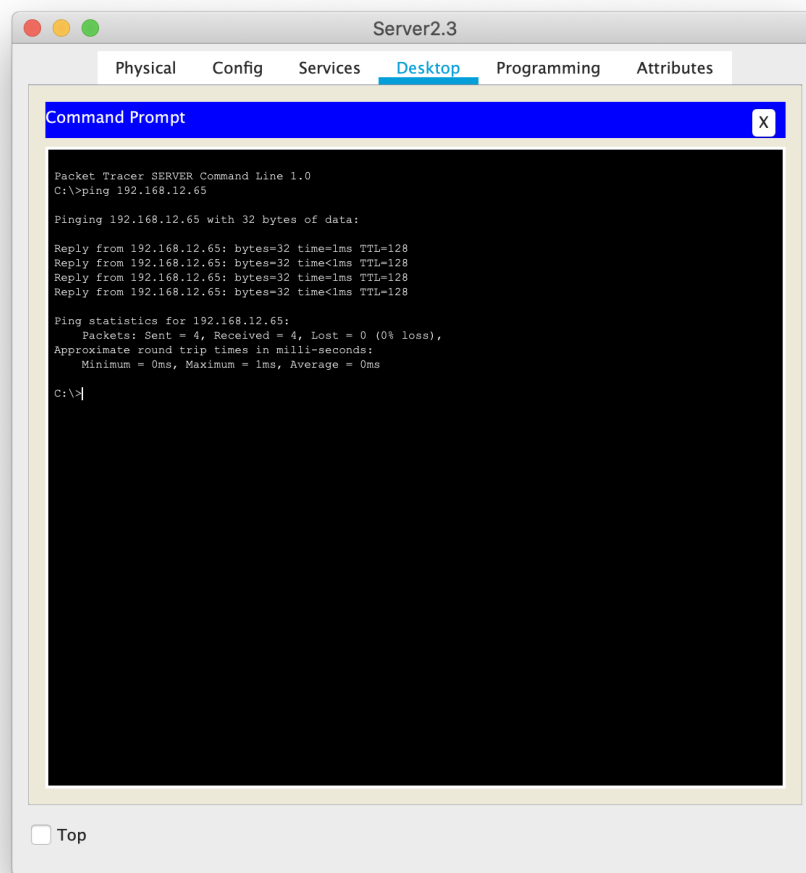 Server2.3
Physical Config Services Desktop Programming Attributes
Command Prompt
X
Packet Tracer SERVER Command Line 1.0
C:\>ping 192.168.12.65
Pinging 192.168.12.65 with 32 bytes of data:
Reply from 192.168.12.65: bytes=32 time=1ms TTL=128
Reply from 192.168.12.65: bytes=32 time<1ms TTL=128
Reply from 192.168.12.65: bytes=32 time=1ms TTL=128
Reply from 192.168.12.65: bytes=32 time<1ms TTL=128
Ping statistics for 192.168.12.65:
Packets: Sent = 4, Received = 4, Lost = 0 (0% loss),
Approximate round trip times in milli-seconds:
Minimum = 0ms, Maximum = 1ms, Average = 0ms
C:\>
Top